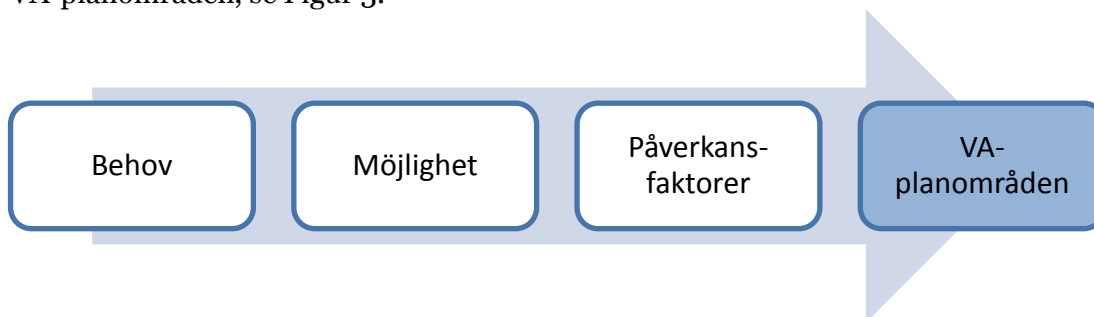 VA-planområden, se Figur 3.
Behov
Möjlighet
Påverkans-
faktorer
VA-
planområden